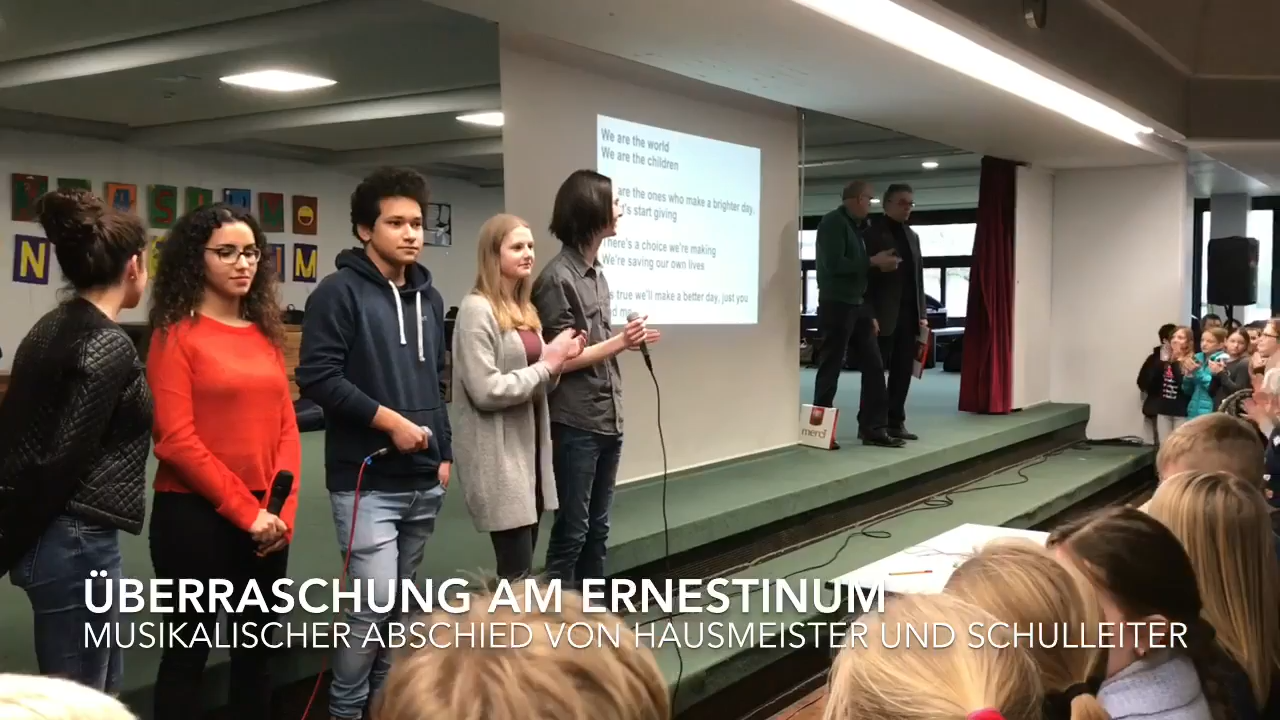 We are the world
We are the children
are the ones who make a brighter day,
t's start giving
There's a choice we're making
We're saving our own lives
s true we'll make a better day, just you
nd me
merci
N
M
ÜBERRASCHUNG AM ERNESTINUM
MUSIKALISCHER ABSCHIED VON HAUSMEISTER UND SCHULLEITER